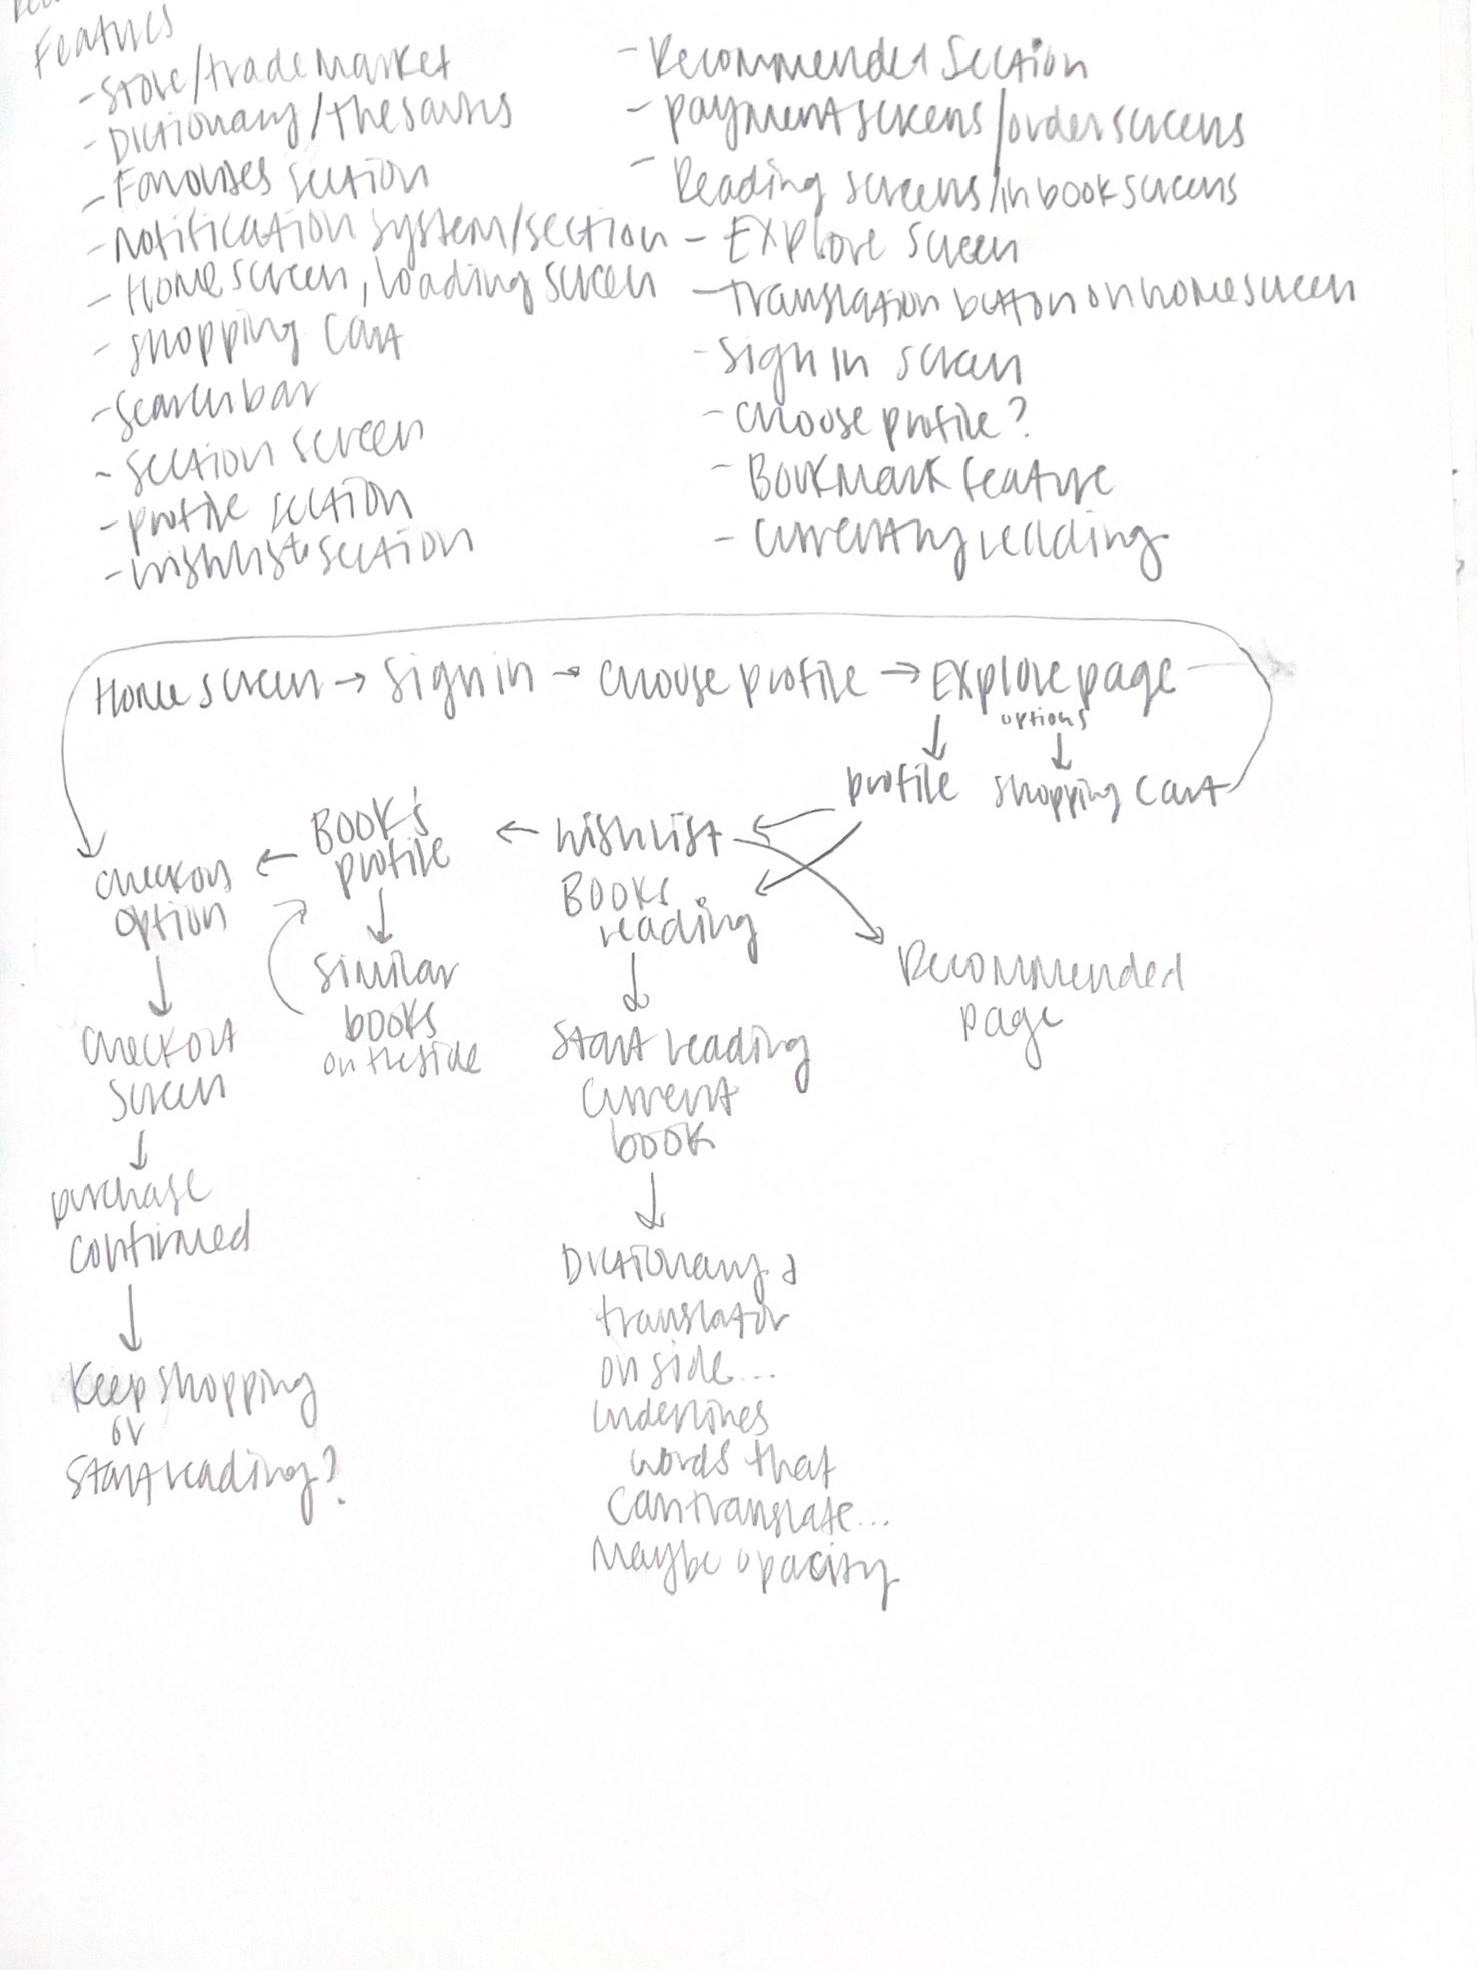 Features
- Store/trade market
- Dictionary/thesaurus
- Favourites section
- Notification system/section
- Home screen, loading screen
- shopping cart
- search bar
- section screen
- profile section
- wishlist section
- Recommended Section
- payment screens/order screens
- Reading screens/in book screens
- Explore screen
- Translation button on home screen
- sign in screen
- choose profile?
- Bookmark feature
- currently reading
Home screen → Sign in → choose profile → Explore page
options
profile shopping cart
Book's
profile
← wishlist
Books
reading
← checkout
option
Similar
books
on the side
Recommended
page
checkout
screen
Start reading
current
book
purchase
confirmed
Dictionary &
translator
on side...
underlines
words that
can translate...
Maybe opacity
Keep shopping
or
Start reading?